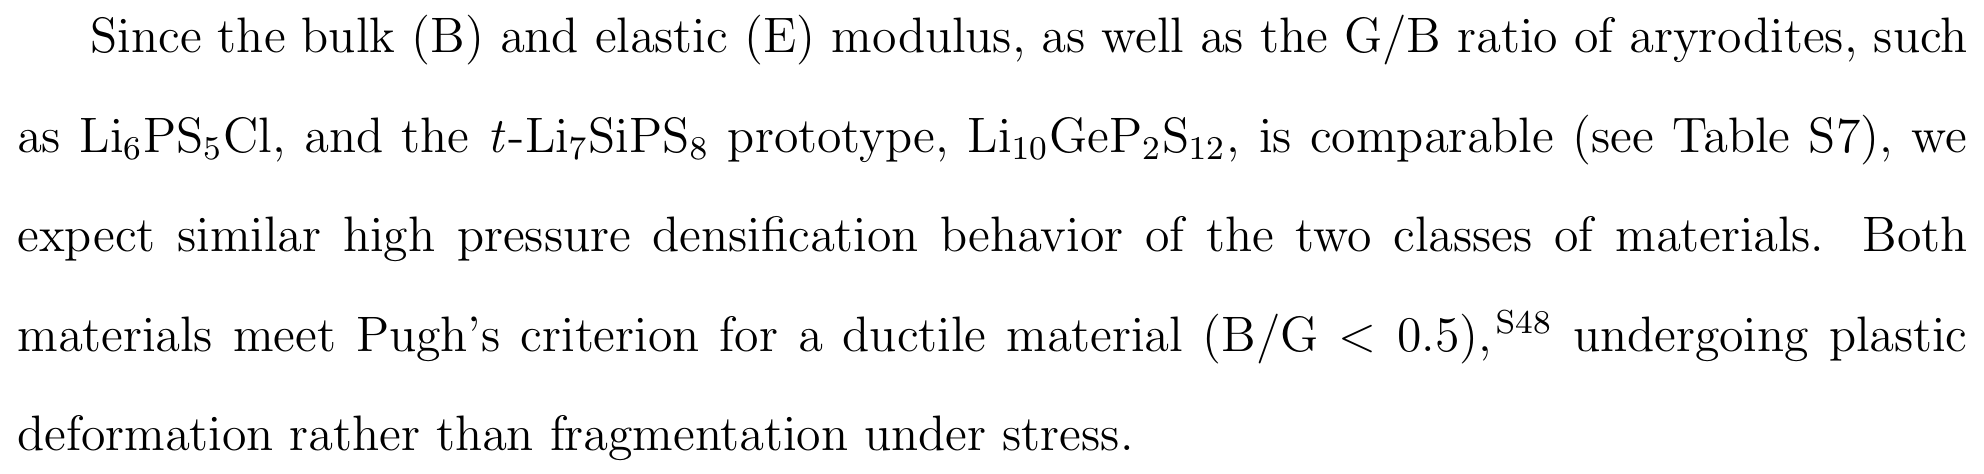 Since the bulk (B) and elastic (E) modulus, as well as the G/B ratio of aryrodites, such
as Li₆PS₅Cl, and the t-Li₇SiPS₈ prototype, Li₁₀GeP₂S₁₂, is comparable (see Table S7), we
expect similar high pressure densification behavior of the two classes of materials. Both
materials meet Pugh's criterion for a ductile material (B/G < 0.5),ˢ⁴⁸ undergoing plastic
deformation rather than fragmentation under stress.